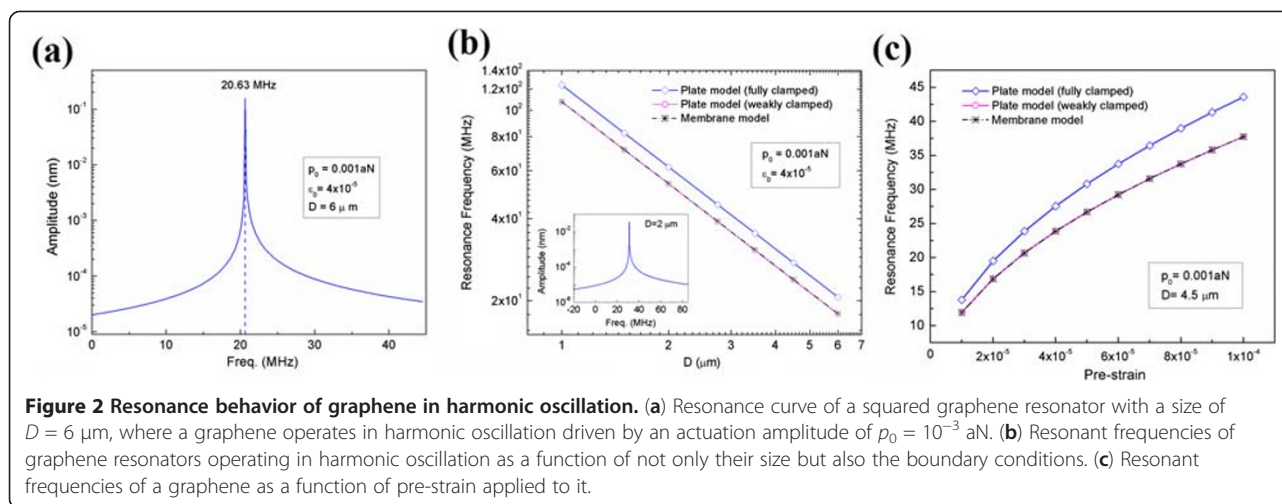 (a)
20.63 MHz
10⁻¹
10⁻²
10⁻³
10⁻⁴
10⁻⁵
Amplitude (nm)
p₀ = 0.001aN
ε₀= 4x10⁻⁵
D = 6 μ m
0 10 20 30 40
Freq. (MHz)
(b)
1.4x10²
10²
8x10¹
6x10¹
4x10¹
2x10¹
Resonance Frequency (MHz)
Plate model (fully clamped)
Plate model (weakly clamped)
Membrane model
p₀ = 0.001aN
ε₀= 4x10⁻⁵
D=2 μm
Amplitude (nm)
10⁻²
10⁻⁴
10⁻⁶
-20 0 20 40 60 80
Freq. (MHz)
1 2 3 4 5 6 7
D (μm)
(c)
45
40
35
30
25
20
15
10
Resonance Frequency (MHz)
Plate model (fully clamped)
Plate model (weakly clamped)
Membrane model
p₀ = 0.001aN
D= 4.5 μm
0 2x10⁻⁵ 4x10⁻⁵ 6x10⁻⁵ 8x10⁻⁵ 1x10⁻⁴
Pre-strain
Figure 2 Resonance behavior of graphene in harmonic oscillation. (a) Resonance curve of a squared graphene resonator with a size of
D = 6 μm, where a graphene operates in harmonic oscillation driven by an actuation amplitude of p₀ = 10⁻³ aN. (b) Resonant frequencies of
graphene resonators operating in harmonic oscillation as a function of not only their size but also the boundary conditions. (c) Resonant
frequencies of a graphene as a function of pre-strain applied to it.